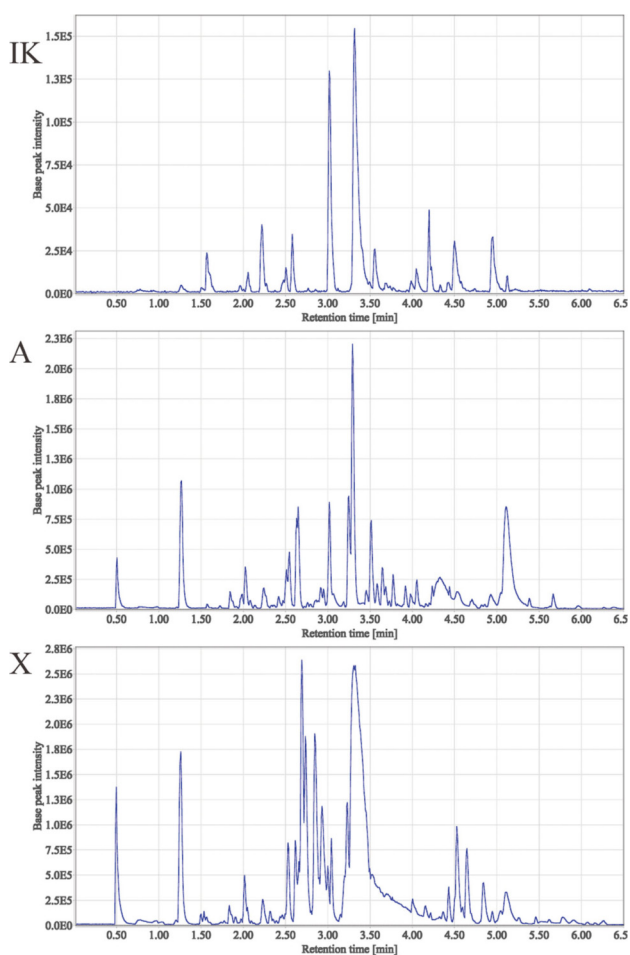 IK
Base peak intensity
1.5E5
1.3E5
1.0E5
7.5E4
5.0E4
2.5E4
0.0E0
0.50 1.00 1.50 2.00 2.50 3.00 3.50 4.00 4.50 5.00 5.50 6.00 6.5
Retention time [min]
A
Base peak intensity
2.3E6
2.0E6
1.8E6
1.5E6
1.3E6
1.0E6
7.5E5
5.0E5
2.5E5
0.0E0
0.50 1.00 1.50 2.00 2.50 3.00 3.50 4.00 4.50 5.00 5.50 6.00 6.5
Retention time [min]
X
Base peak intensity
2.8E6
2.5E6
2.0E6
1.8E6
1.5E6
1.3E6
1.0E6
7.5E5
5.0E5
2.5E5
0.0E0
0.50 1.00 1.50 2.00 2.50 3.00 3.50 4.00 4.50 5.00 5.50 6.00 6.5
Retention time [min]